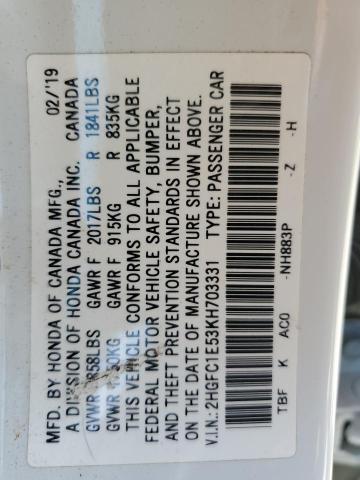 MFD. BY HONDA OF CANADA MFG., 02/'19
A DIVISION OF HONDA CANADA INC. CANADA
GVWR 58LBS GAWR F 2017LBS R 1841LBS
GVWR KG GAWR F 915KG R 835KG
THIS VEHICLE CONFORMS TO ALL APPLICABLE
FEDERAL MOTOR VEHICLE SAFETY, BUMPER,
AND THEFT PREVENTION STANDARDS IN EFFECT
ON THE DATE OF MANUFACTURE SHOWN ABOVE.
V.I.N.: 2HGFC1E53KH703331 TYPE: PASSENGER CAR
TBF K AC0 -NH883P -Z -H